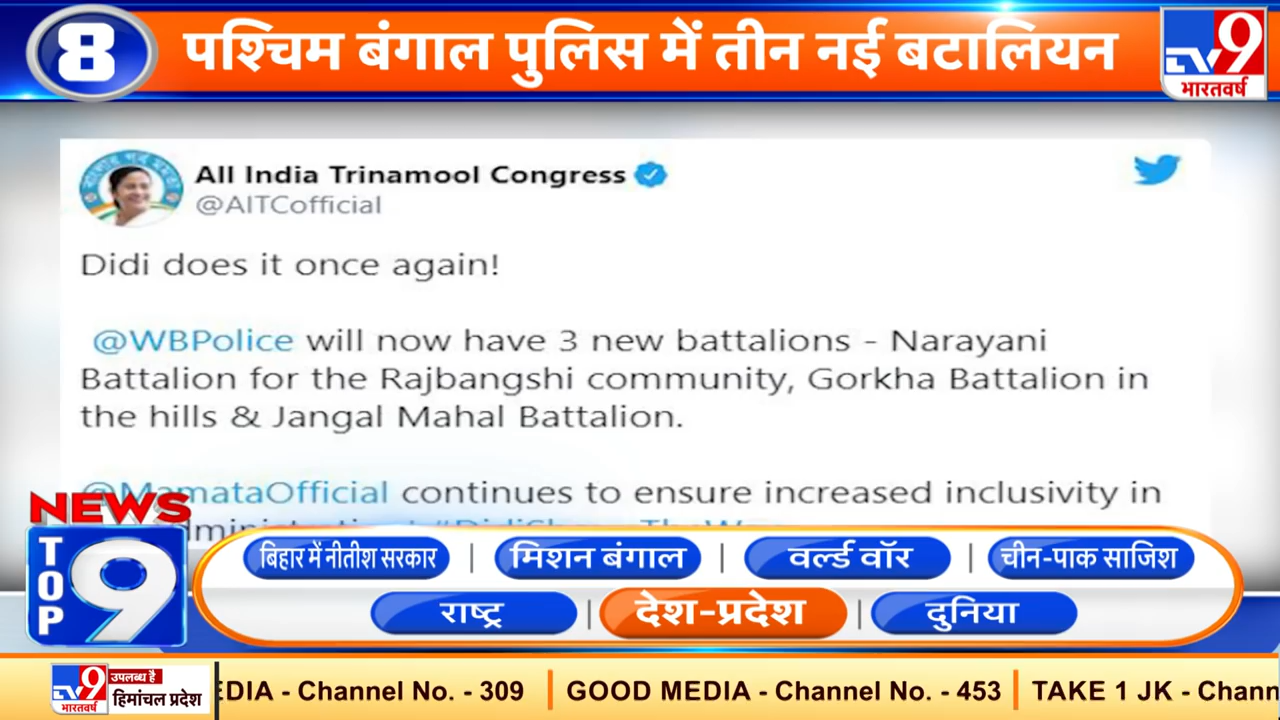 8 पश्चिम बंगाल पुलिस में तीन नई बटालियन
TV9
भारतवर्ष
All India Trinamool Congress
@AITCofficial
Didi does it once again!
@WBPolice will now have 3 new battalions - Narayani
Battalion for the Rajbangshi community, Gorkha Battalion in
the hills & Jangal Mahal Battalion.
@MamataOfficial continues to ensure increased inclusivity in
NEWS
TOP 9
बिहार में नीतीश सरकार | मिशन बंगाल | वर्ल्ड वॉर | चीन-पाक साजिश
राष्ट्र | देश-प्रदेश | दुनिया
TV9
भारतवर्ष
उपलब्ध है
हिमांचल प्रदेश
EDIA - Channel No. - 309 | GOOD MEDIA - Channel No. - 453 | TAKE 1 JK - Chann